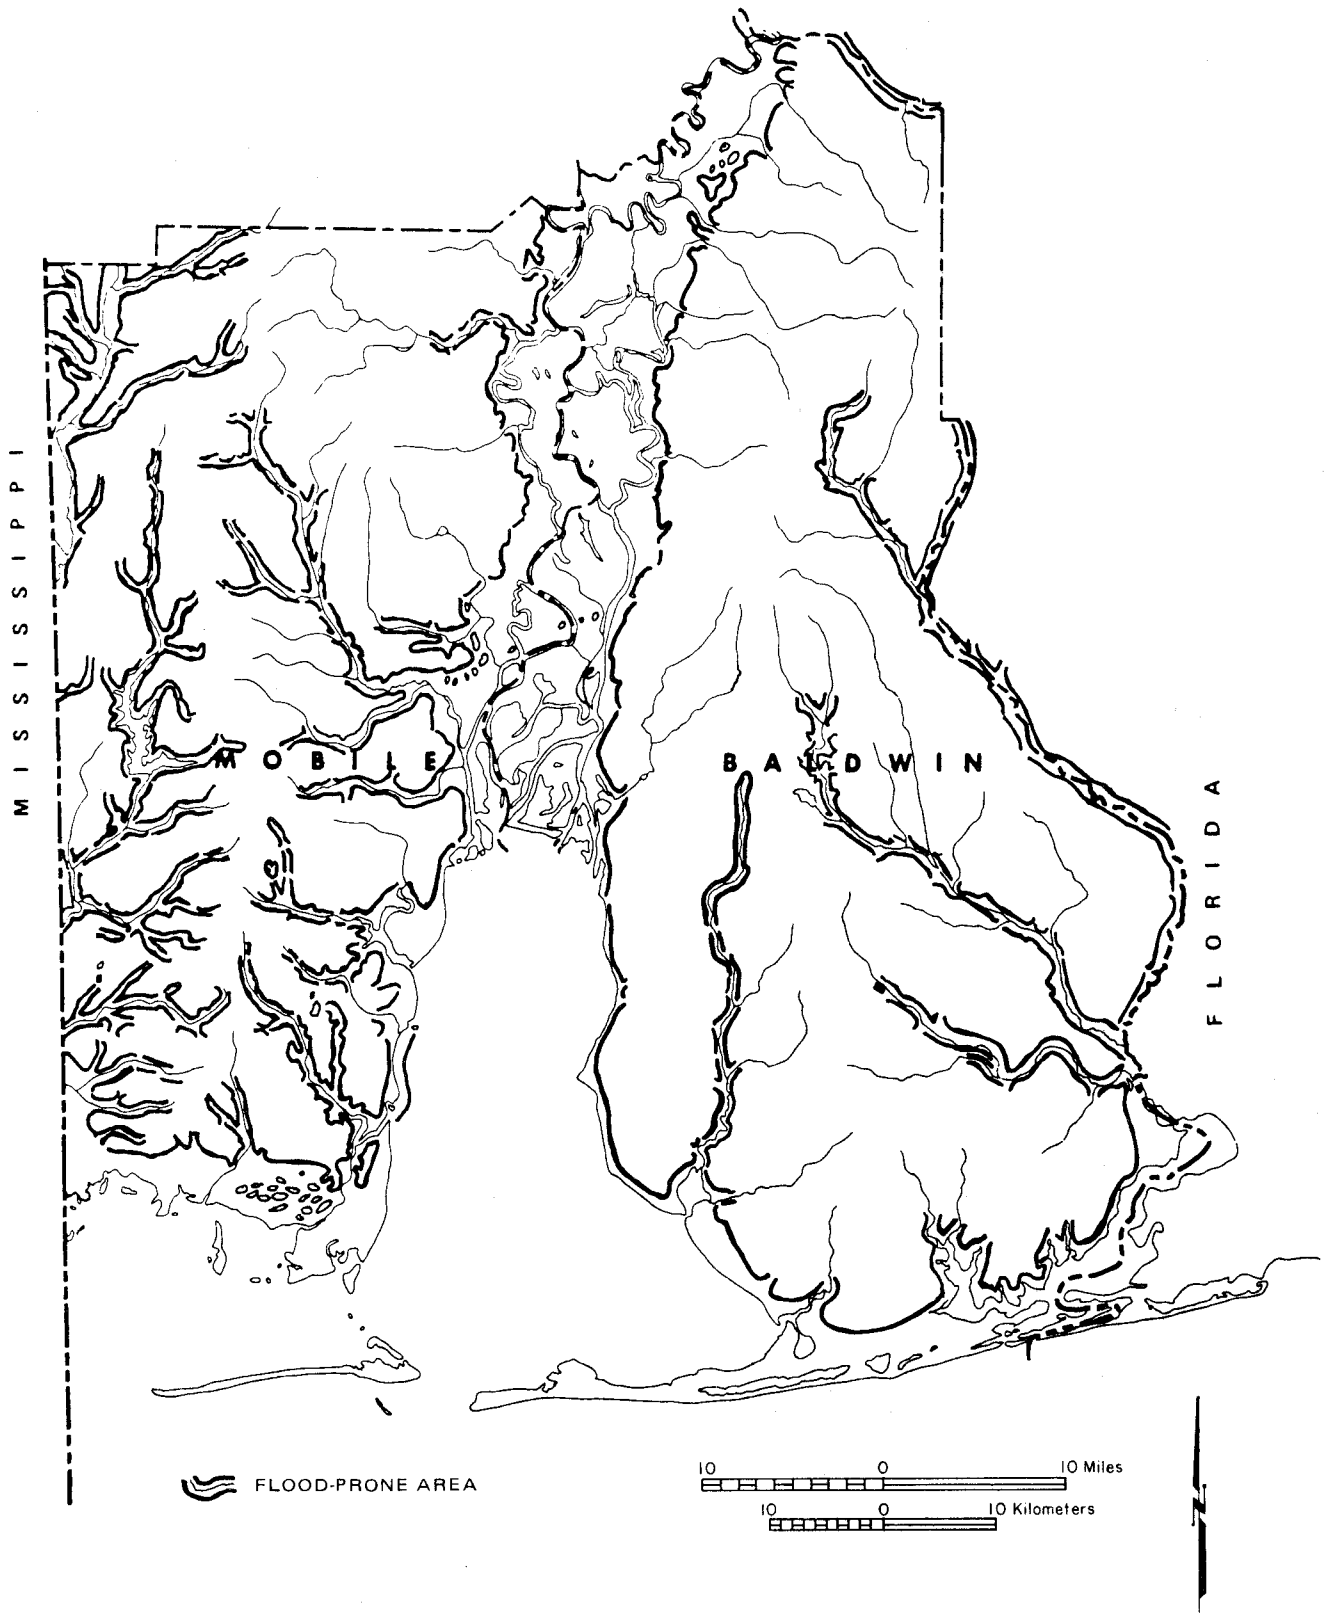 MISSISSIPPI
MOBILE
BALDWIN
FLORIDA
FLOOD-PRONE AREA
10 0 10 Miles
10 0 10 Kilometers
N